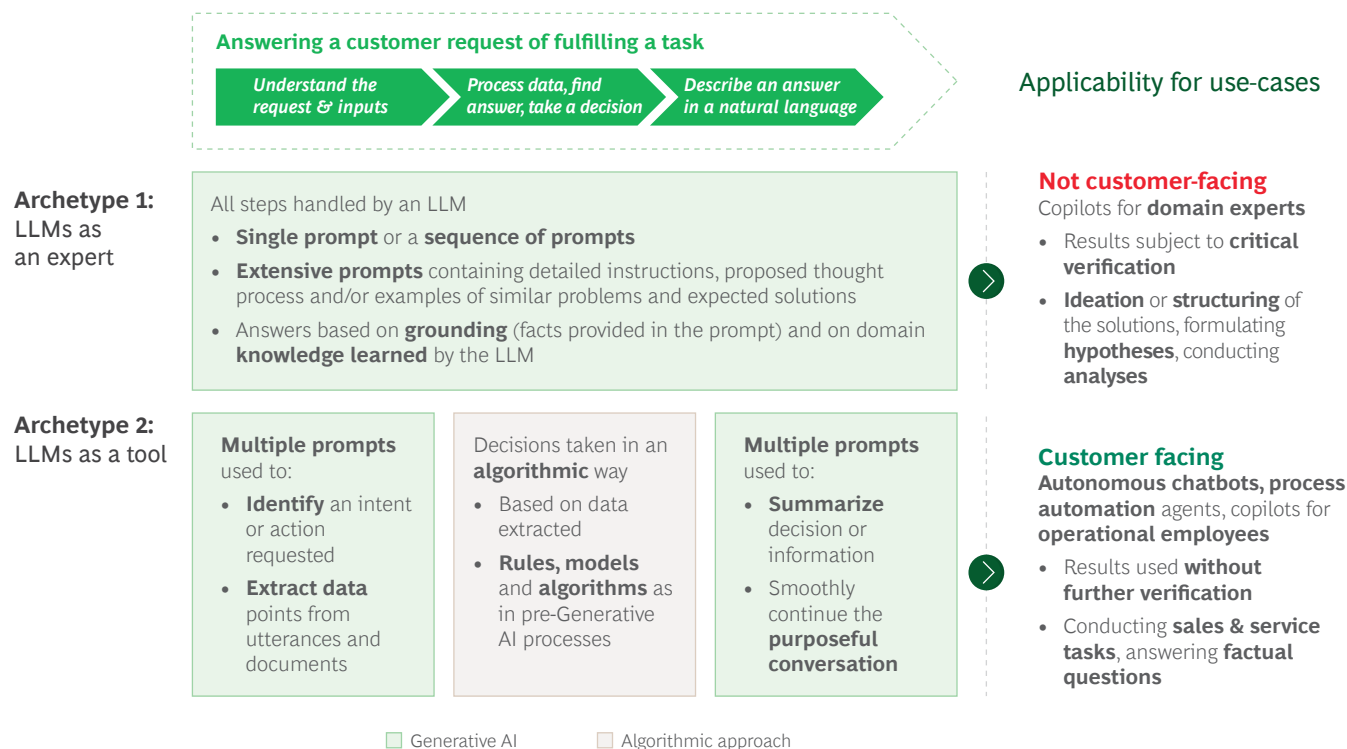 Answering a customer request of fulfilling a task
Understand the
request & inputs
Process data, find
answer, take a decision
Describe an answer
in a natural language
Applicability for use-cases
Archetype 1:
LLMs as
an expert
All steps handled by an LLM
• Single prompt or a sequence of prompts
• Extensive prompts containing detailed instructions, proposed thought
process and/or examples of similar problems and expected solutions
• Answers based on grounding (facts provided in the prompt) and on domain
knowledge learned by the LLM
Not customer-facing
Copilots for domain experts
• Results subject to critical
verification
• Ideation or structuring of
the solutions, formulating
hypotheses, conducting
analyses
Archetype 2:
LLMs as a tool
Multiple prompts
used to:
• Identify an intent
or action
requested
• Extract data
points from
utterances and
documents
Decisions taken in an
algorithmic way
• Based on data
extracted
• Rules, models
and algorithms as
in pre-Generative
AI processes
Multiple prompts
used to:
• Summarize
decision or
information
• Smoothly
continue the
purposeful
conversation
Customer facing
Autonomous chatbots, process
automation agents, copilots for
operational employees
• Results used without
further verification
• Conducting sales & service
tasks, answering factual
questions
Generative AI
Algorithmic approach